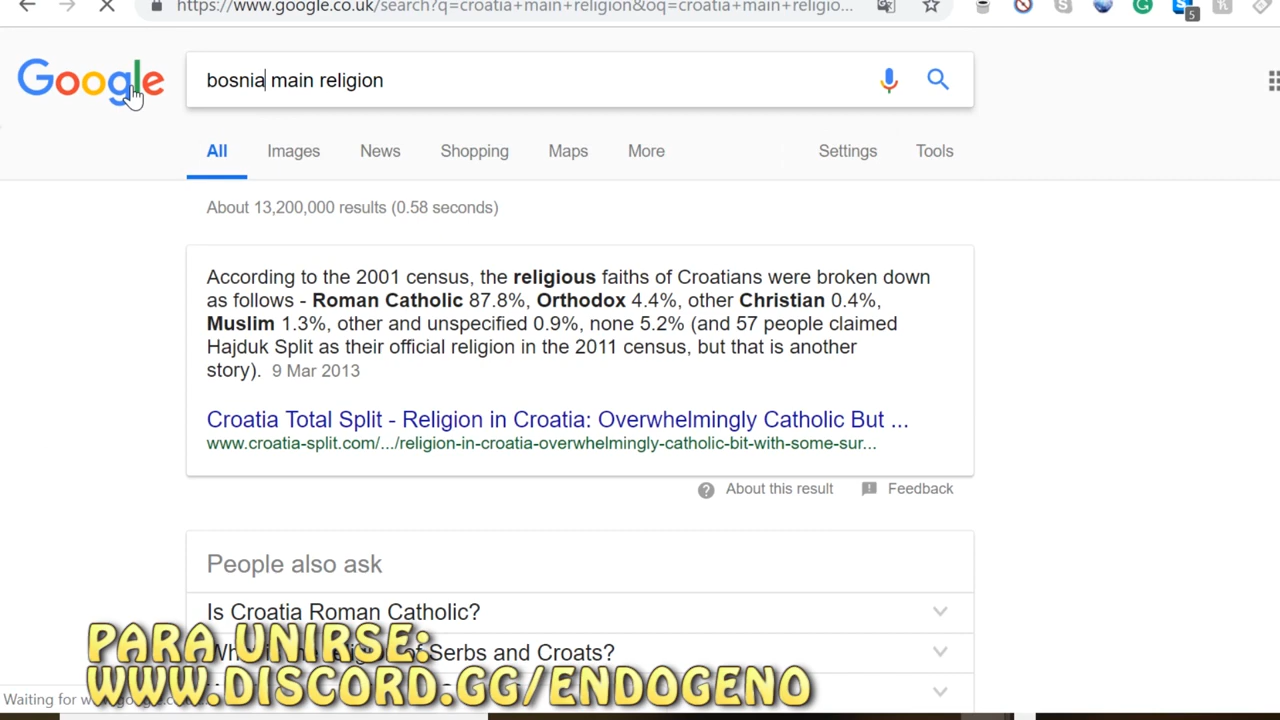 https://www.google.co.uk/search?q=croatia+main+religion&oq=croatia+main+religio...
5
Google
bosnia main religion
All Images News Shopping Maps More Settings Tools
About 13,200,000 results (0.58 seconds)
According to the 2001 census, the religious faiths of Croatians were broken down
as follows - Roman Catholic 87.8%, Orthodox 4.4%, other Christian 0.4%,
Muslim 1.3%, other and unspecified 0.9%, none 5.2% (and 57 people claimed
Hajduk Split as their official religion in the 2011 census, but that is another
story). 9 Mar 2013
Croatia Total Split - Religion in Croatia: Overwhelmingly Catholic But ...
www.croatia-split.com/.../religion-in-croatia-overwhelmingly-catholic-bit-with-some-sur...
About this result Feedback
People also ask
Is Croatia Roman Catholic?
of Serbs and Croats?
PARA UNIRSE:
WWW.DISCORD.GG/ENDOGENO
Waiting for